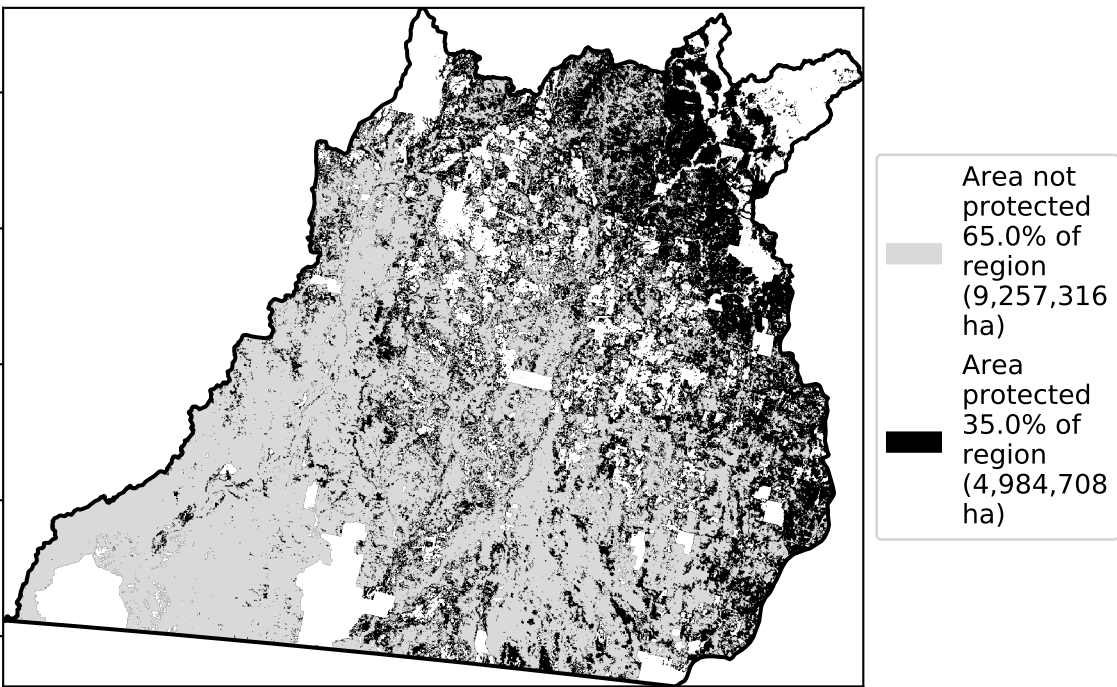 Area not
protected
65.0% of
region
(9,257,316
ha)
Area
protected
35.0% of
region
(4,984,708
ha)